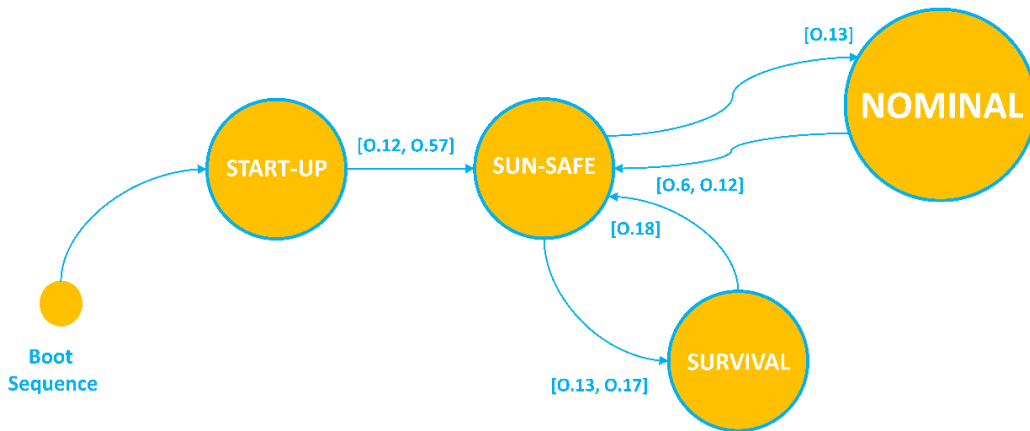 [O.13]
NOMINAL
[O.12, O.57]
START-UP
SUN-SAFE
[O.6, O.12]
[O.18]
Boot
Sequence
SURVIVAL
[O.13, O.17]